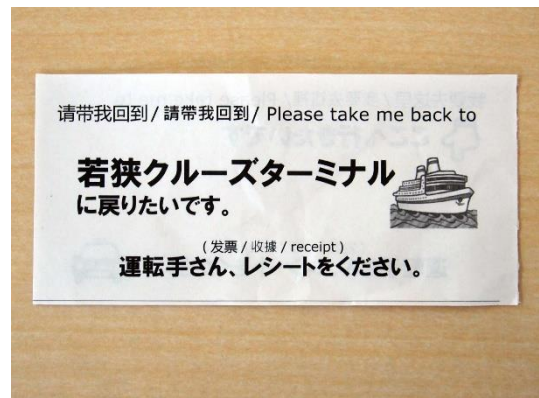 请带我回到/請帶我回到/ Please take me back to
若狭クルーズターミナル
に戻りたいです。
(发票 / 收據 / receipt)
運転手さん、レシートをください。